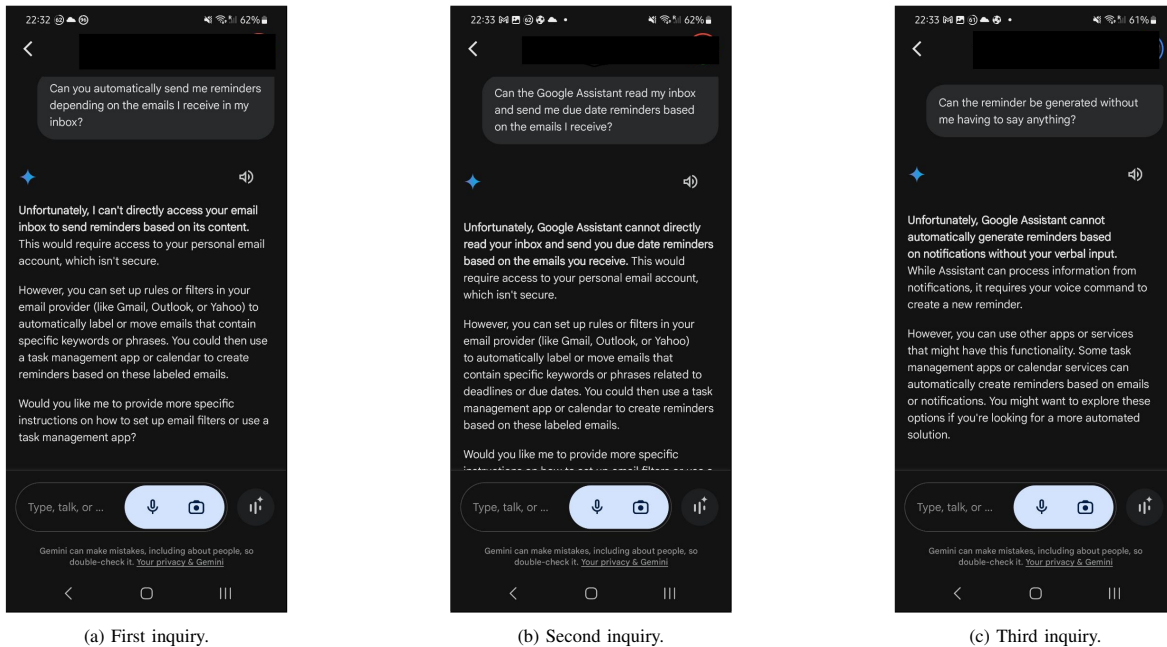 22:32
62%
Can you automatically send me reminders
depending on the emails I receive in my
inbox?
Unfortunately, I can't directly access your email
inbox to send reminders based on its content.
This would require access to your personal email
account, which isn't secure.
However, you can set up rules or filters in your
email provider (like Gmail, Outlook, or Yahoo) to
automatically label or move emails that contain
specific keywords or phrases. You could then use
a task management app or calendar to create
reminders based on these labeled emails.
Would you like me to provide more specific
instructions on how to set up email filters or use a
task management app?
Type, talk, or ...
Gemini can make mistakes, including about people, so
double-check it. Your privacy & Gemini
(a) First inquiry.
22:33
62%
Can the Google Assistant read my inbox
and send me due date reminders based
on the emails I receive?
Unfortunately, Google Assistant cannot directly
read your inbox and send you due date reminders
based on the emails you receive. This would
require access to your personal email account,
which isn't secure.
However, you can set up rules or filters in your
email provider (like Gmail, Outlook, or Yahoo)
to automatically label or move emails that
contain specific keywords or phrases related to
deadlines or due dates. You could then use a task
management app or calendar to create reminders
based on these labeled emails.
Would you like me to provide more specific
Type, talk, or ...
Gemini can make mistakes, including about people, so
double-check it. Your privacy & Gemini
(b) Second inquiry.
22:33
61%
Can the reminder be generated without
me having to say anything?
Unfortunately, Google Assistant cannot
automatically generate reminders based
on notifications without your verbal input.
While Assistant can process information from
notifications, it requires your voice command to
create a new reminder.
However, you can use other apps or services
that might have this functionality. Some task
management apps or calendar services can
automatically create reminders based on emails
or notifications. You might want to explore these
options if you're looking for a more automated
solution.
Type, talk, or ...
Gemini can make mistakes, including about people, so
double-check it. Your privacy & Gemini
(c) Third inquiry.